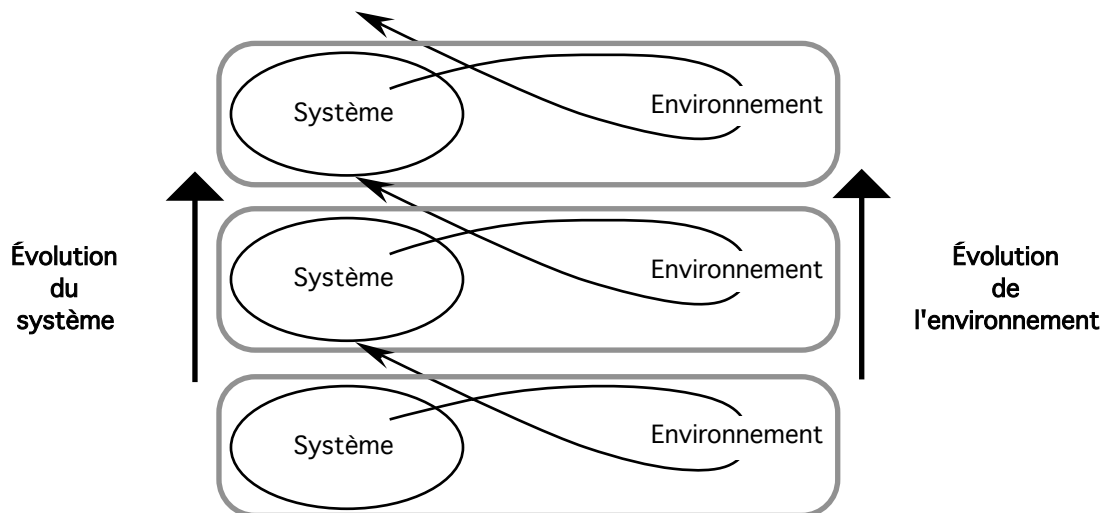 Système
Environnement
Évolution
du
système
Système
Environnement
Évolution
de
l'environnement
Système
Environnement